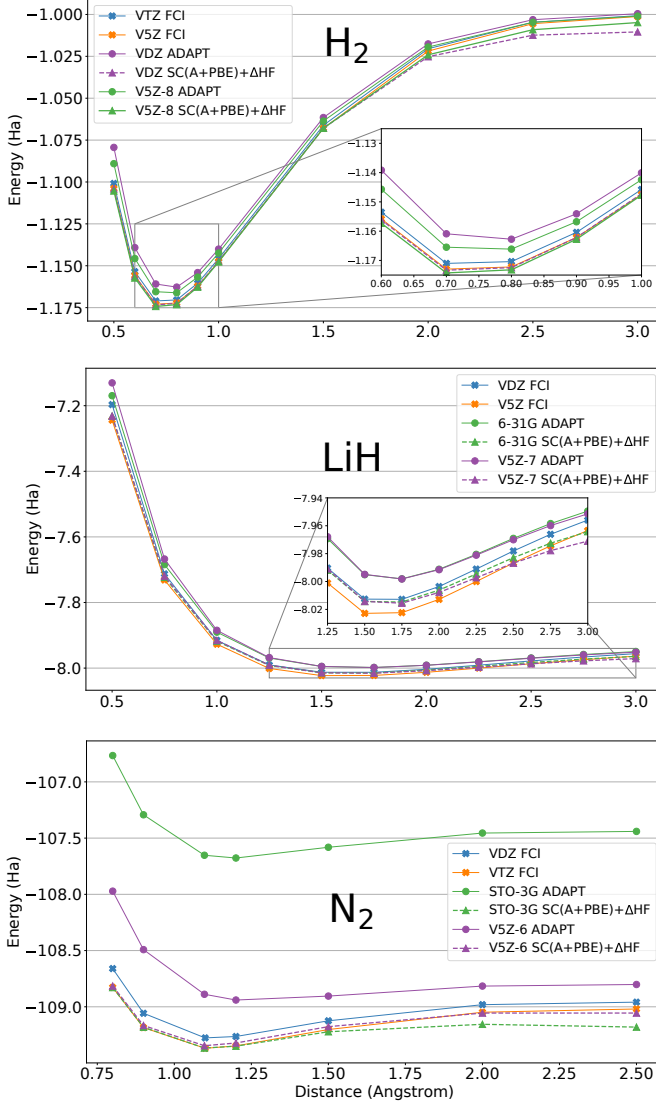 H2
VTZ FCI
V5Z FCI
VDZ ADAPT
VDZ SC(A+PBE)+ΔHF
V5Z-8 ADAPT
V5Z-8 SC(A+PBE)+ΔHF
Energy (Ha)
−1.000
−1.025
−1.050
−1.075
−1.100
−1.125
−1.150
−1.175
−1.13
−1.14
−1.15
−1.16
−1.17
0.60 0.65 0.70 0.75 0.80 0.85 0.90 0.95 1.00
0.5 1.0 1.5 2.0 2.5 3.0
LiH
VDZ FCI
V5Z FCI
6-31G ADAPT
6-31G SC(A+PBE)+ΔHF
V5Z-7 ADAPT
V5Z-7 SC(A+PBE)+ΔHF
Energy (Ha)
−7.2
−7.4
−7.6
−7.8
−8.0
−7.94
−7.96
−7.98
−8.00
−8.02
1.25 1.50 1.75 2.00 2.25 2.50 2.75 3.00
0.5 1.0 1.5 2.0 2.5 3.0
N2
VDZ FCI
VTZ FCI
STO-3G ADAPT
STO-3G SC(A+PBE)+ΔHF
V5Z-6 ADAPT
V5Z-6 SC(A+PBE)+ΔHF
Energy (Ha)
−107.0
−107.5
−108.0
−108.5
−109.0
0.75 1.00 1.25 1.50 1.75 2.00 2.25 2.50
Distance (Angstrom)